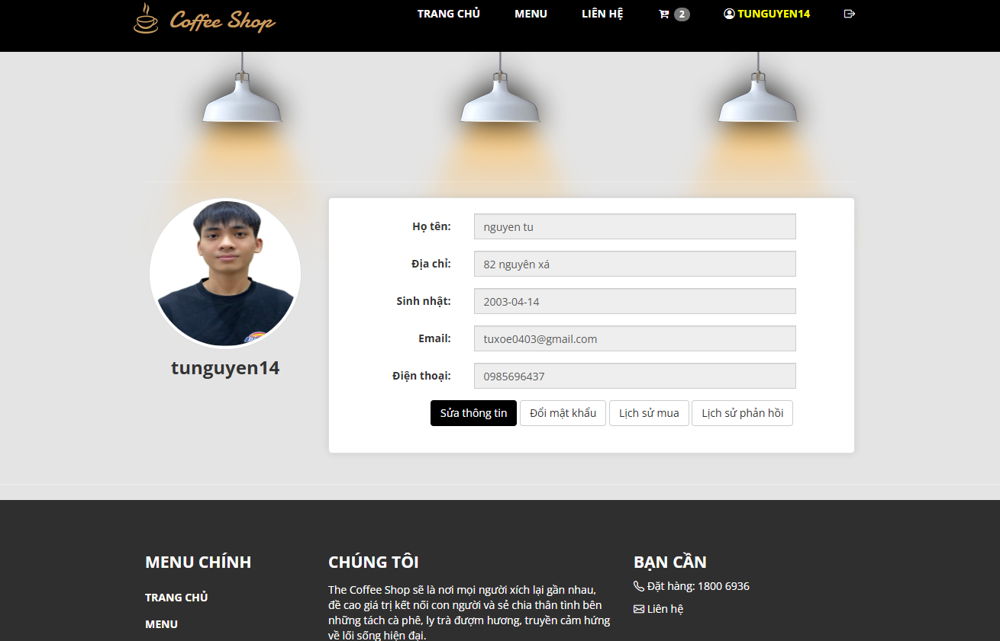 Coffee Shop
TRANG CHỦ
MENU
LIÊN HỆ
2
TUNGUYEN14
Họ tên:
nguyen tu
Địa chỉ:
82 nguyên xá
Sinh nhật:
2003-04-14
Email:
tuxoe0403@gmail.com
Điện thoại:
0985696437
tunguyen14
Sửa thông tin
Đổi mật khẩu
Lịch sử mua
Lịch sử phản hồi
MENU CHÍNH
TRANG CHỦ
MENU
CHÚNG TÔI
The Coffee Shop sẽ là nơi mọi người xích lại gần nhau,
đề cao giá trị kết nối con người và sẻ chia thân tình bên
những tách cà phê, ly trà đượm hương, truyền cảm hứng
về lối sống hiện đại.
BẠN CẦN
Đặt hàng: 1800 6936
Liên hệ